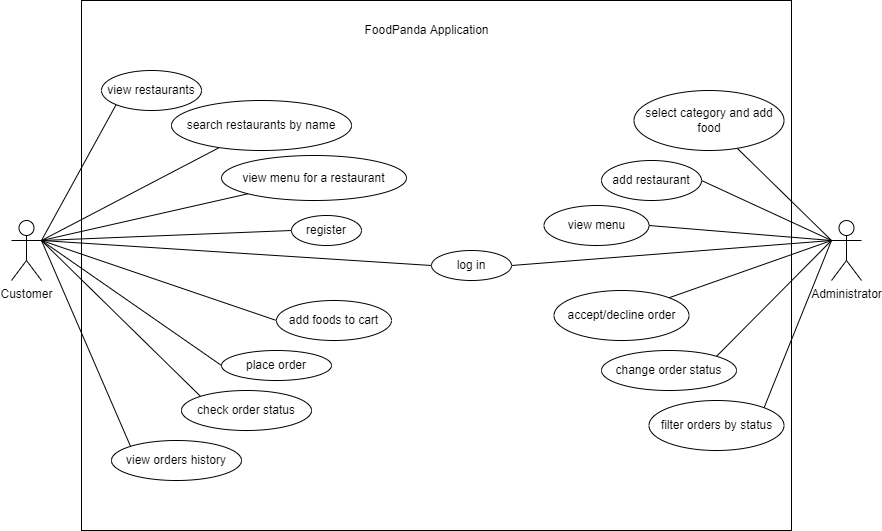 FoodPanda Application
view restaurants
search restaurants by name
select category and add
food
view menu for a restaurant
add restaurant
register
view menu
log in
Customer
Administrator
add foods to cart
accept/decline order
place order
change order status
check order status
filter orders by status
view orders history